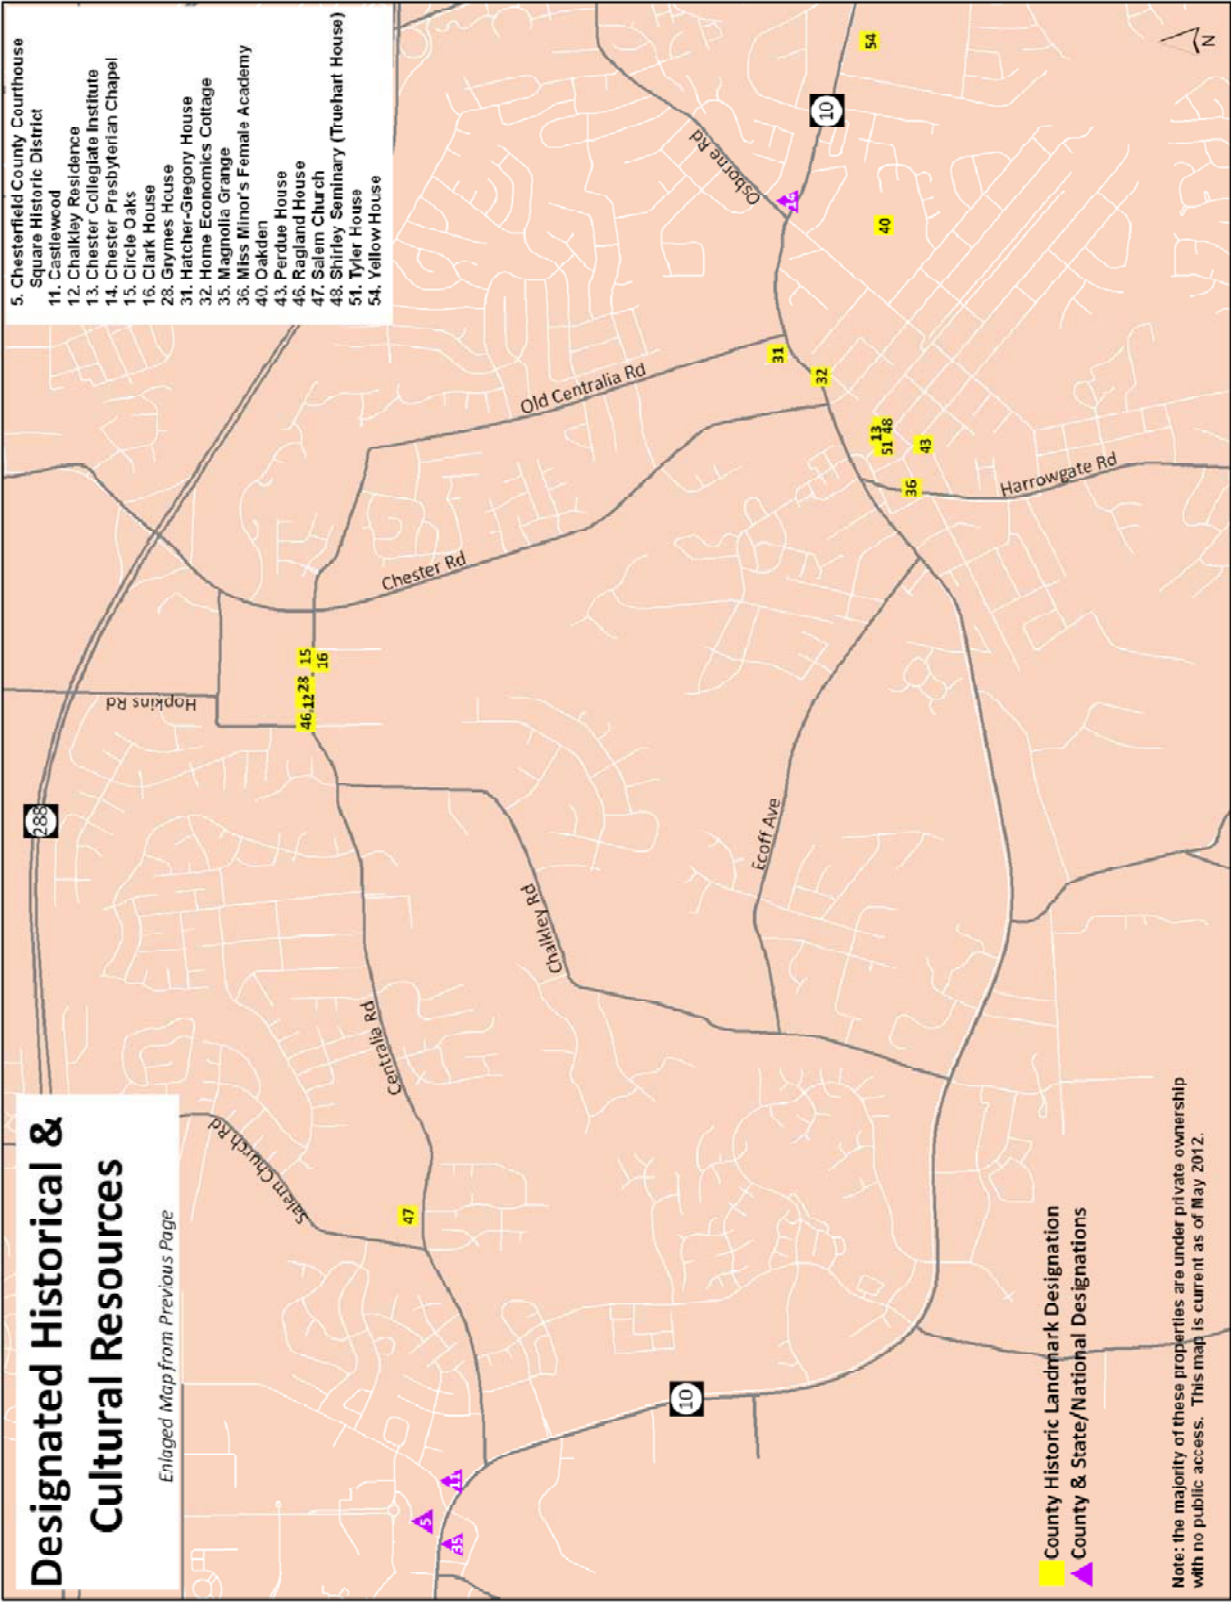 Designated Historical &
Cultural Resources
Enlaged Map from Previous Page
5. Chesterfield County Courthouse
Square Historic District
11. Castlewood
12. Chalkley Residence
13. Chester Collegiate Institute
14. Chester Presbyterian Chapel
15. Circle Oaks
16. Clark House
28. Grymes House
31. Hatcher-Gregory House
32. Home Economics Cottage
35. Magnolia Grange
36. Miss Minor's Female Academy
40. Oakden
43. Perdue House
46. Ragland House
47. Salem Church
48. Shirley Seminary (Truehart House)
51. Tyler House
54. Yellow House
288
Hopkins Rd
Salem Church Rd
Centralia Rd
Chalkley Rd
Chester Rd
Old Centralia Rd
Osborne Rd
Ecoff Ave
Harrowgate Rd
10
10
46
12
28
15
16
47
5
11
35
31
32
13
51
48
43
36
14
40
54
County Historic Landmark Designation
County & State/National Designations
Note: the majority of these properties are under private ownership
with no public access. This map is current as of May 2012.
N